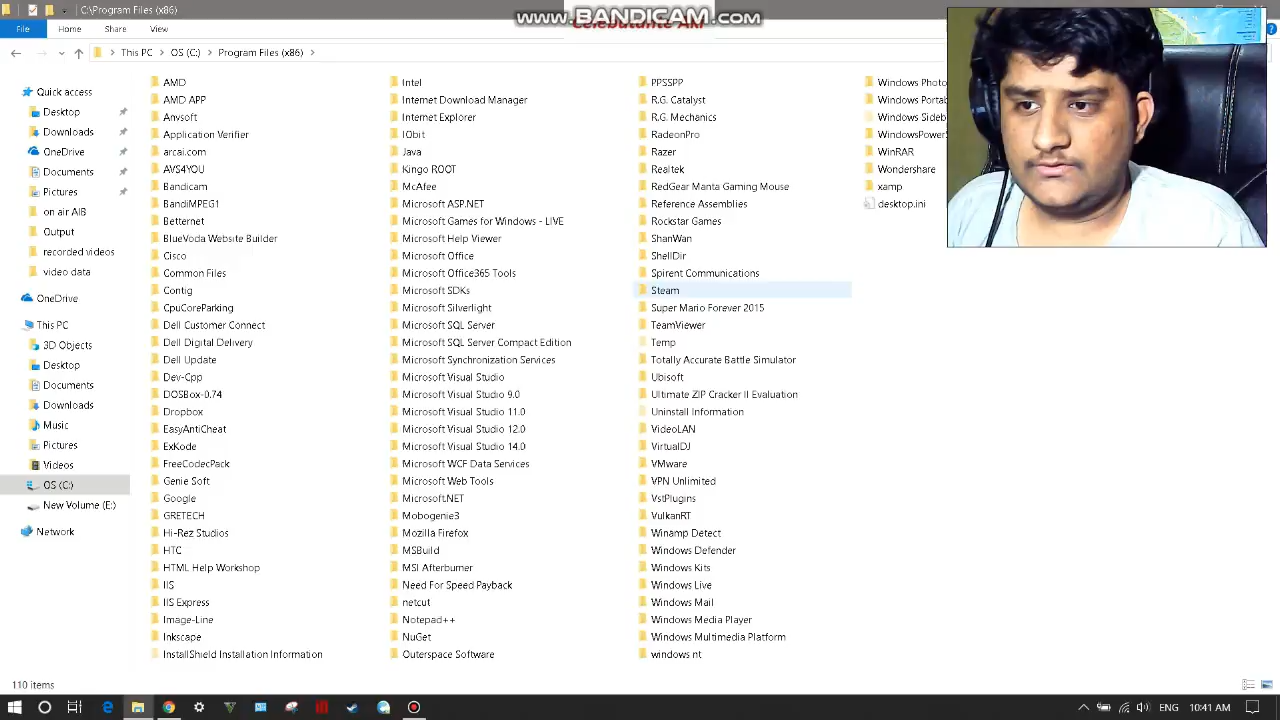 C:\Program Files (x86)
www.BANDICAM.com
File
Home
Share
View
This PC
OS (C:)
Program Files (x86)
Quick access
Desktop
Downloads
OneDrive
Documents
Pictures
on air AIB
Output
recorded videos
video data
OneDrive
This PC
3D Objects
Desktop
Documents
Downloads
Music
Pictures
Videos
OS (C:)
New Volume (E:)
Network
AMD
AMD APP
Anvsoft
Application Verifier
arcai.com
AVS4YOU
Bandicam
BandiMPEG1
Betternet
BlueVoda Website Builder
Cisco
Common Files
Contig
CpuCoreParking
Dell Customer Connect
Dell Digital Delivery
Dell Update
Dev-Cpp
DOSBox-0.74
Dropbox
EasyAntiCheat
ExKode
FreeCodecPack
Genie Soft
Google
GRETECH
Hi-Rez Studios
HTC
HTML Help Workshop
IIS
IIS Express
Image-Line
Inkscape
InstallShield Installation Information
Intel
Internet Download Manager
Internet Explorer
IObit
Java
Kingo ROOT
McAfee
Microsoft ASP.NET
Microsoft Games for Windows - LIVE
Microsoft Help Viewer
Microsoft Office
Microsoft Office365 Tools
Microsoft SDKs
Microsoft Silverlight
Microsoft SQL Server
Microsoft SQL Server Compact Edition
Microsoft Synchronization Services
Microsoft Visual Studio
Microsoft Visual Studio 9.0
Microsoft Visual Studio 11.0
Microsoft Visual Studio 12.0
Microsoft Visual Studio 14.0
Microsoft WCF Data Services
Microsoft Web Tools
Microsoft.NET
Mobogenie3
Mozilla Firefox
MSBuild
MSI Afterburner
Need For Speed Payback
netcut
Notepad++
NuGet
Outerspace Software
PPSSPP
R.G. Catalyst
R.G. Mechanics
RadeonPro
Razer
Realtek
RedGear Manta Gaming Mouse
Reference Assemblies
Rockstar Games
ShanWan
ShellDir
Spirent Communications
Steam
Super Mario Forever 2015
TeamViewer
Temp
Totally Accurate Battle Simulator
Ubisoft
Ultimate ZIP Cracker II Evaluation
Uninstall Information
VideoLAN
VirtualDJ
VMware
VPN Unlimited
VstPlugins
VulkanRT
Winamp Detect
Windows Defender
Windows Kits
Windows Live
Windows Mail
Windows Media Player
Windows Multimedia Platform
windows nt
Windows Photo
Windows Portab
Windows Sideb
WindowsPowerS
WinRAR
Wondershare
xamp
desktop.ini
110 items
ENG
10:41 AM